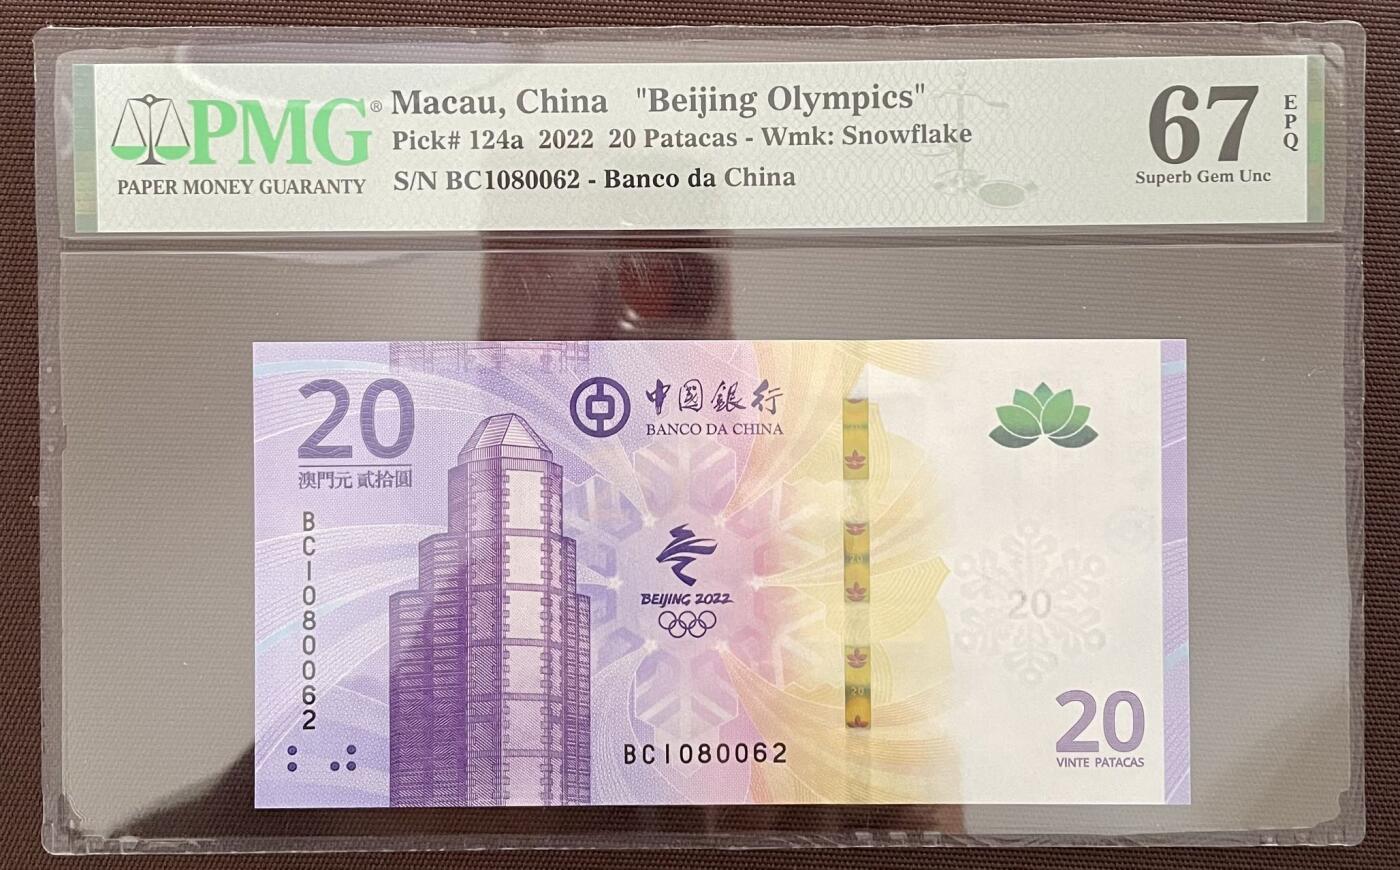 PMG®
PAPER MONEY GUARANTY
Macau, China "Beijing Olympics"
Pick# 124a 2022 20 Patacas - Wmk: Snowflake
S/N BC1080062 - Banco da China
67
EPQ
Superb Gem Unc
20
澳門元 貳拾圓
BC1080062
中國銀行
BANCO DA CHINA
BEIJING 2022
20
20
20
BC1080062
20
VINTE PATACAS